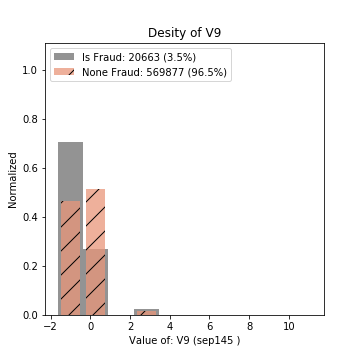 Desity of V9
Is Fraud: 20663 (3.5%)
None Fraud: 569877 (96.5%)
Normalized
1.0
0.8
0.6
0.4
0.2
0.0
−2 0 2 4 6 8 10
Value of: V9 (sep145 )